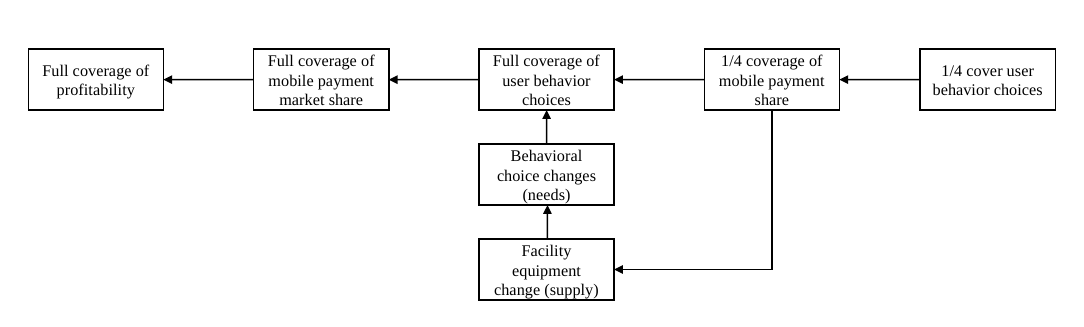 Full coverage of
profitability
Full coverage of
mobile payment
market share
Full coverage of
user behavior
choices
1/4 coverage of
mobile payment
share
1/4 cover user
behavior choices
Behavioral
choice changes
(needs)
Facility
equipment
change (supply)